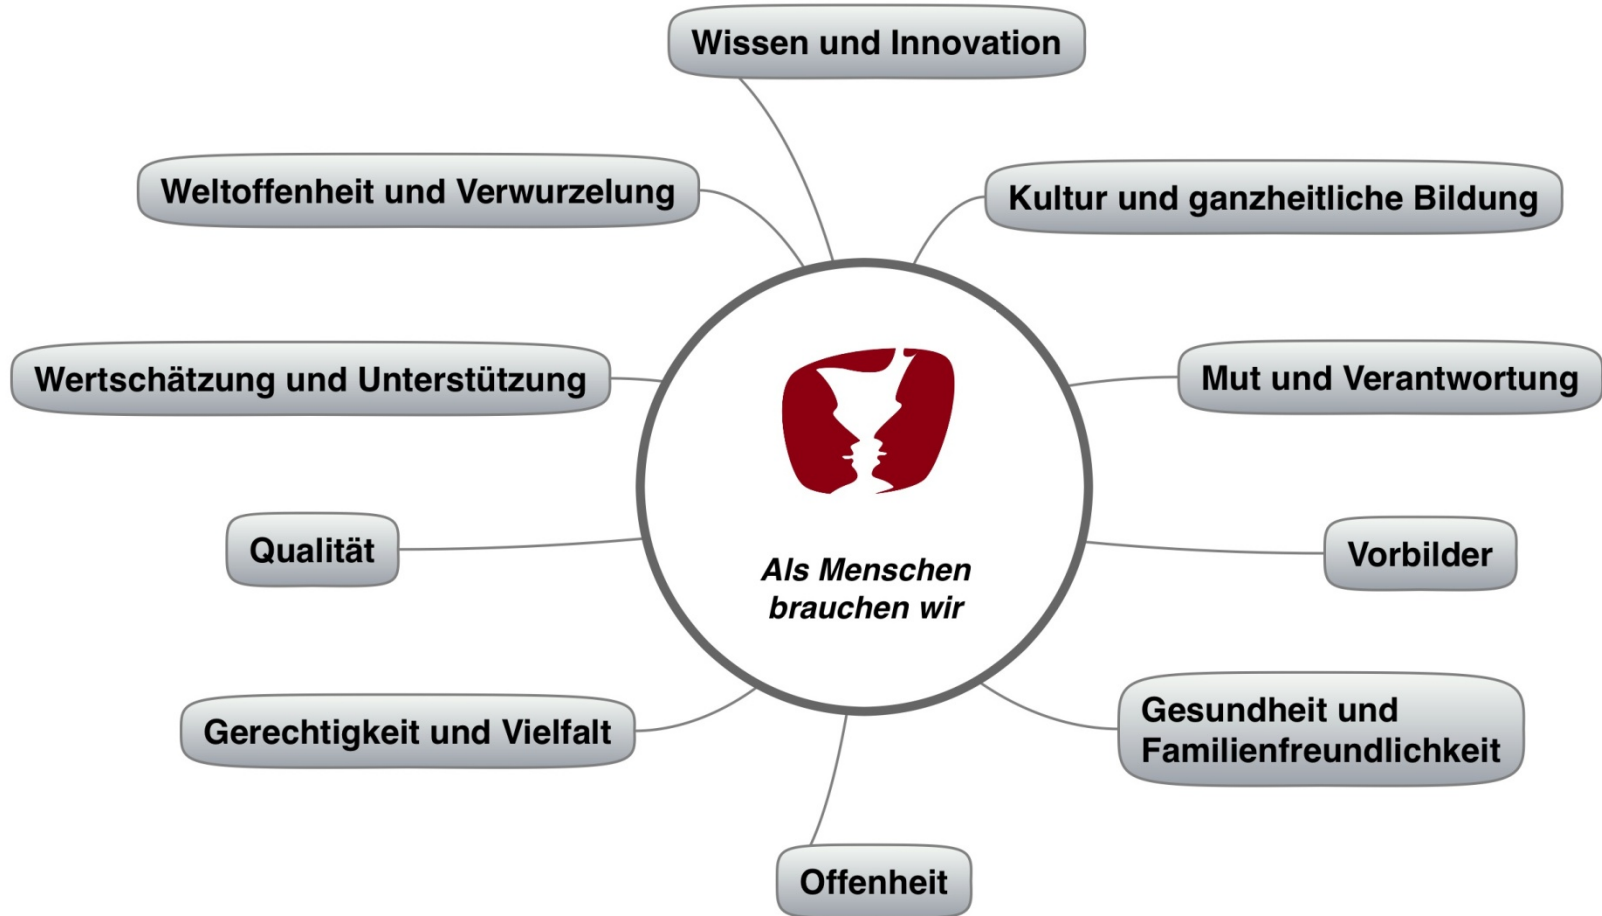 Wissen und Innovation
Weltoffenheit und Verwurzelung
Kultur und ganzheitliche Bildung
Wertschätzung und Unterstützung
Mut und Verantwortung
Qualität
Als Menschen
brauchen wir
Vorbilder
Gerechtigkeit und Vielfalt
Gesundheit und
Familienfreundlichkeit
Offenheit